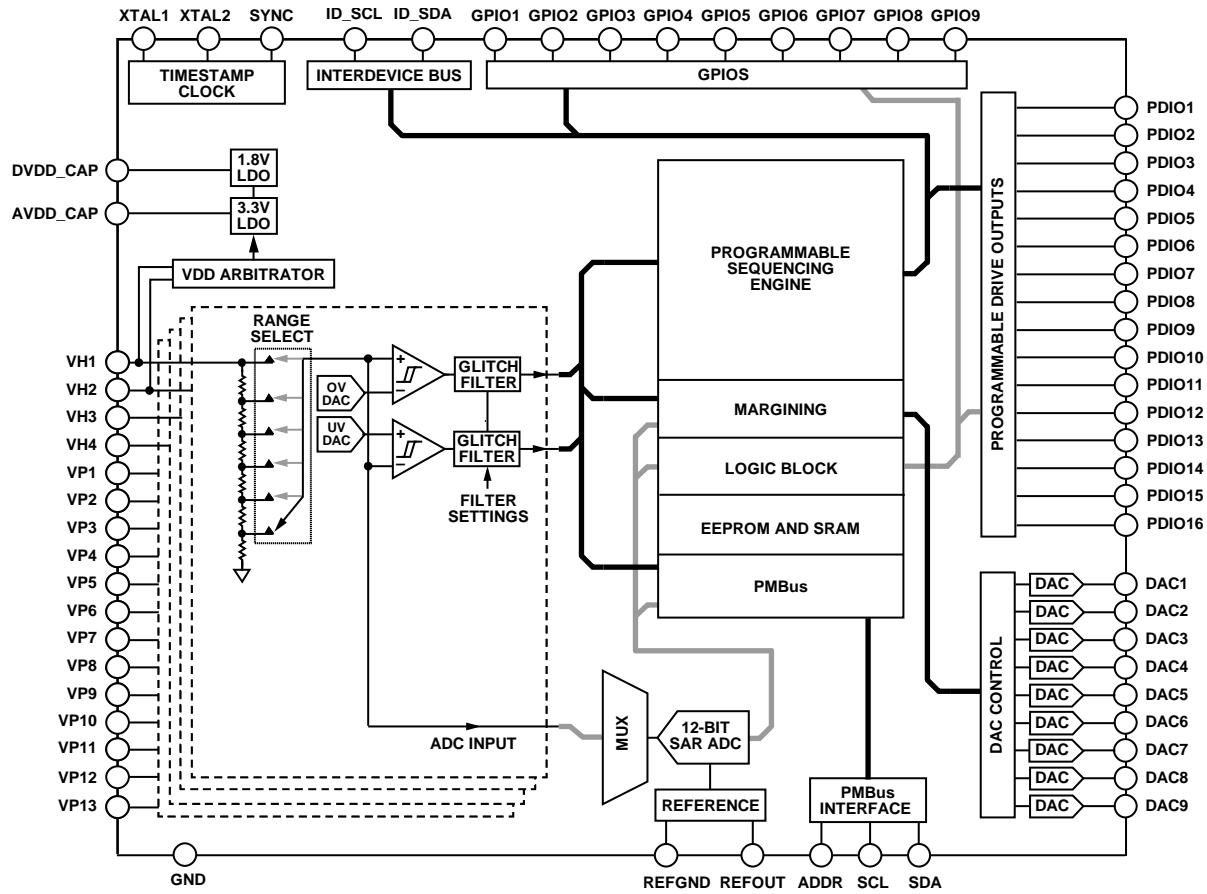 XTAL1 XTAL2 SYNC ID_SCL ID_SDA GPIO1 GPIO2 GPIO3 GPIO4 GPIO5 GPIO6 GPIO7 GPIO8 GPIO9
TIMESTAMP
CLOCK
INTERDEVICE BUS
GPIOS
DVDD_CAP
1.8V
LDO
AVDD_CAP
3.3V
LDO
VDD ARBITRATOR
RANGE
SELECT
VH1
VH2
VH3
VH4
VP1
VP2
VP3
VP4
VP5
VP6
VP7
VP8
VP9
VP10
VP11
VP12
VP13
OV
DAC
+
–
GLITCH
FILTER
UV
DAC
+
–
GLITCH
FILTER
FILTER
SETTINGS
ADC INPUT
PROGRAMMABLE
SEQUENCING
ENGINE
MARGINING
LOGIC BLOCK
EEPROM AND SRAM
PMBus
MUX
12-BIT
SAR ADC
REFERENCE
PMBus
INTERFACE
PROGRAMMABLE DRIVE OUTPUTS
PDIO1
PDIO2
PDIO3
PDIO4
PDIO5
PDIO6
PDIO7
PDIO8
PDIO9
PDIO10
PDIO11
PDIO12
PDIO13
PDIO14
PDIO15
PDIO16
DAC CONTROL
DAC DAC1
DAC DAC2
DAC DAC3
DAC DAC4
DAC DAC5
DAC DAC6
DAC DAC7
DAC DAC8
DAC DAC9
GND
REFGND REFOUT ADDR SCL SDA